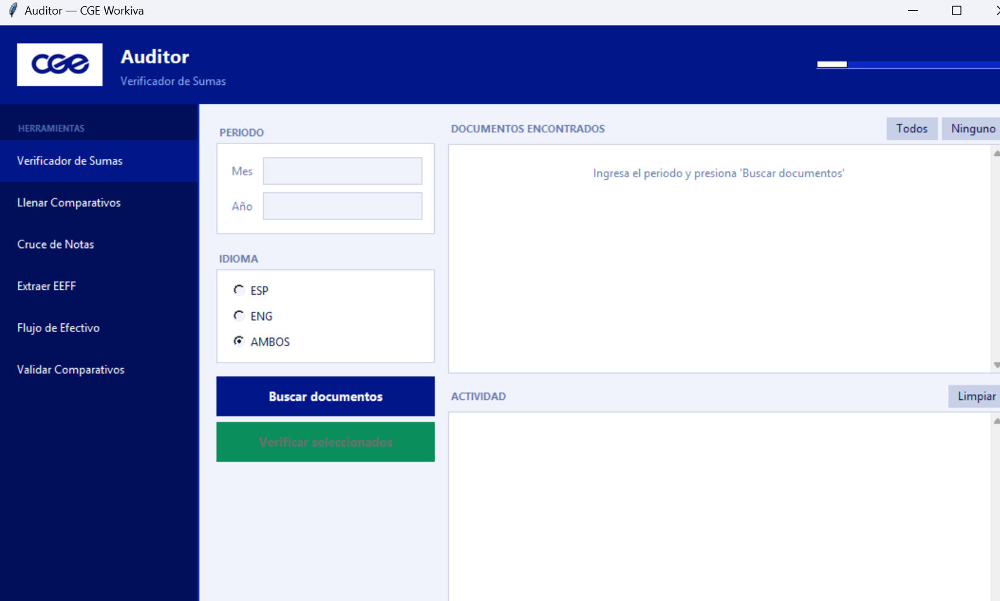 Auditor — CGE Workiva
CGE
Auditor
Verificador de Sumas
HERRAMIENTAS
Verificador de Sumas
Llenar Comparativos
Cruce de Notas
Extraer EEFF
Flujo de Efectivo
Validar Comparativos
PERIODO
Mes
Año
IDIOMA
ESP
ENG
AMBOS
Buscar documentos
Verificar seleccionados
DOCUMENTOS ENCONTRADOS
Todos
Ninguno
Ingresa el periodo y presiona 'Buscar documentos'
ACTIVIDAD
Limpiar